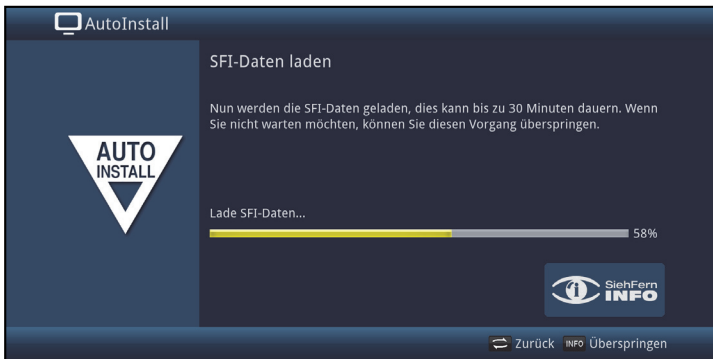 AutoInstall
SFI-Daten laden
Nun werden die SFI-Daten geladen, dies kann bis zu 30 Minuten dauern. Wenn
Sie nicht warten möchten, können Sie diesen Vorgang überspringen.
AUTO
INSTALL
Lade SFI-Daten...
58%
i
SiehFern
INFO
Zurück INFO Überspringen